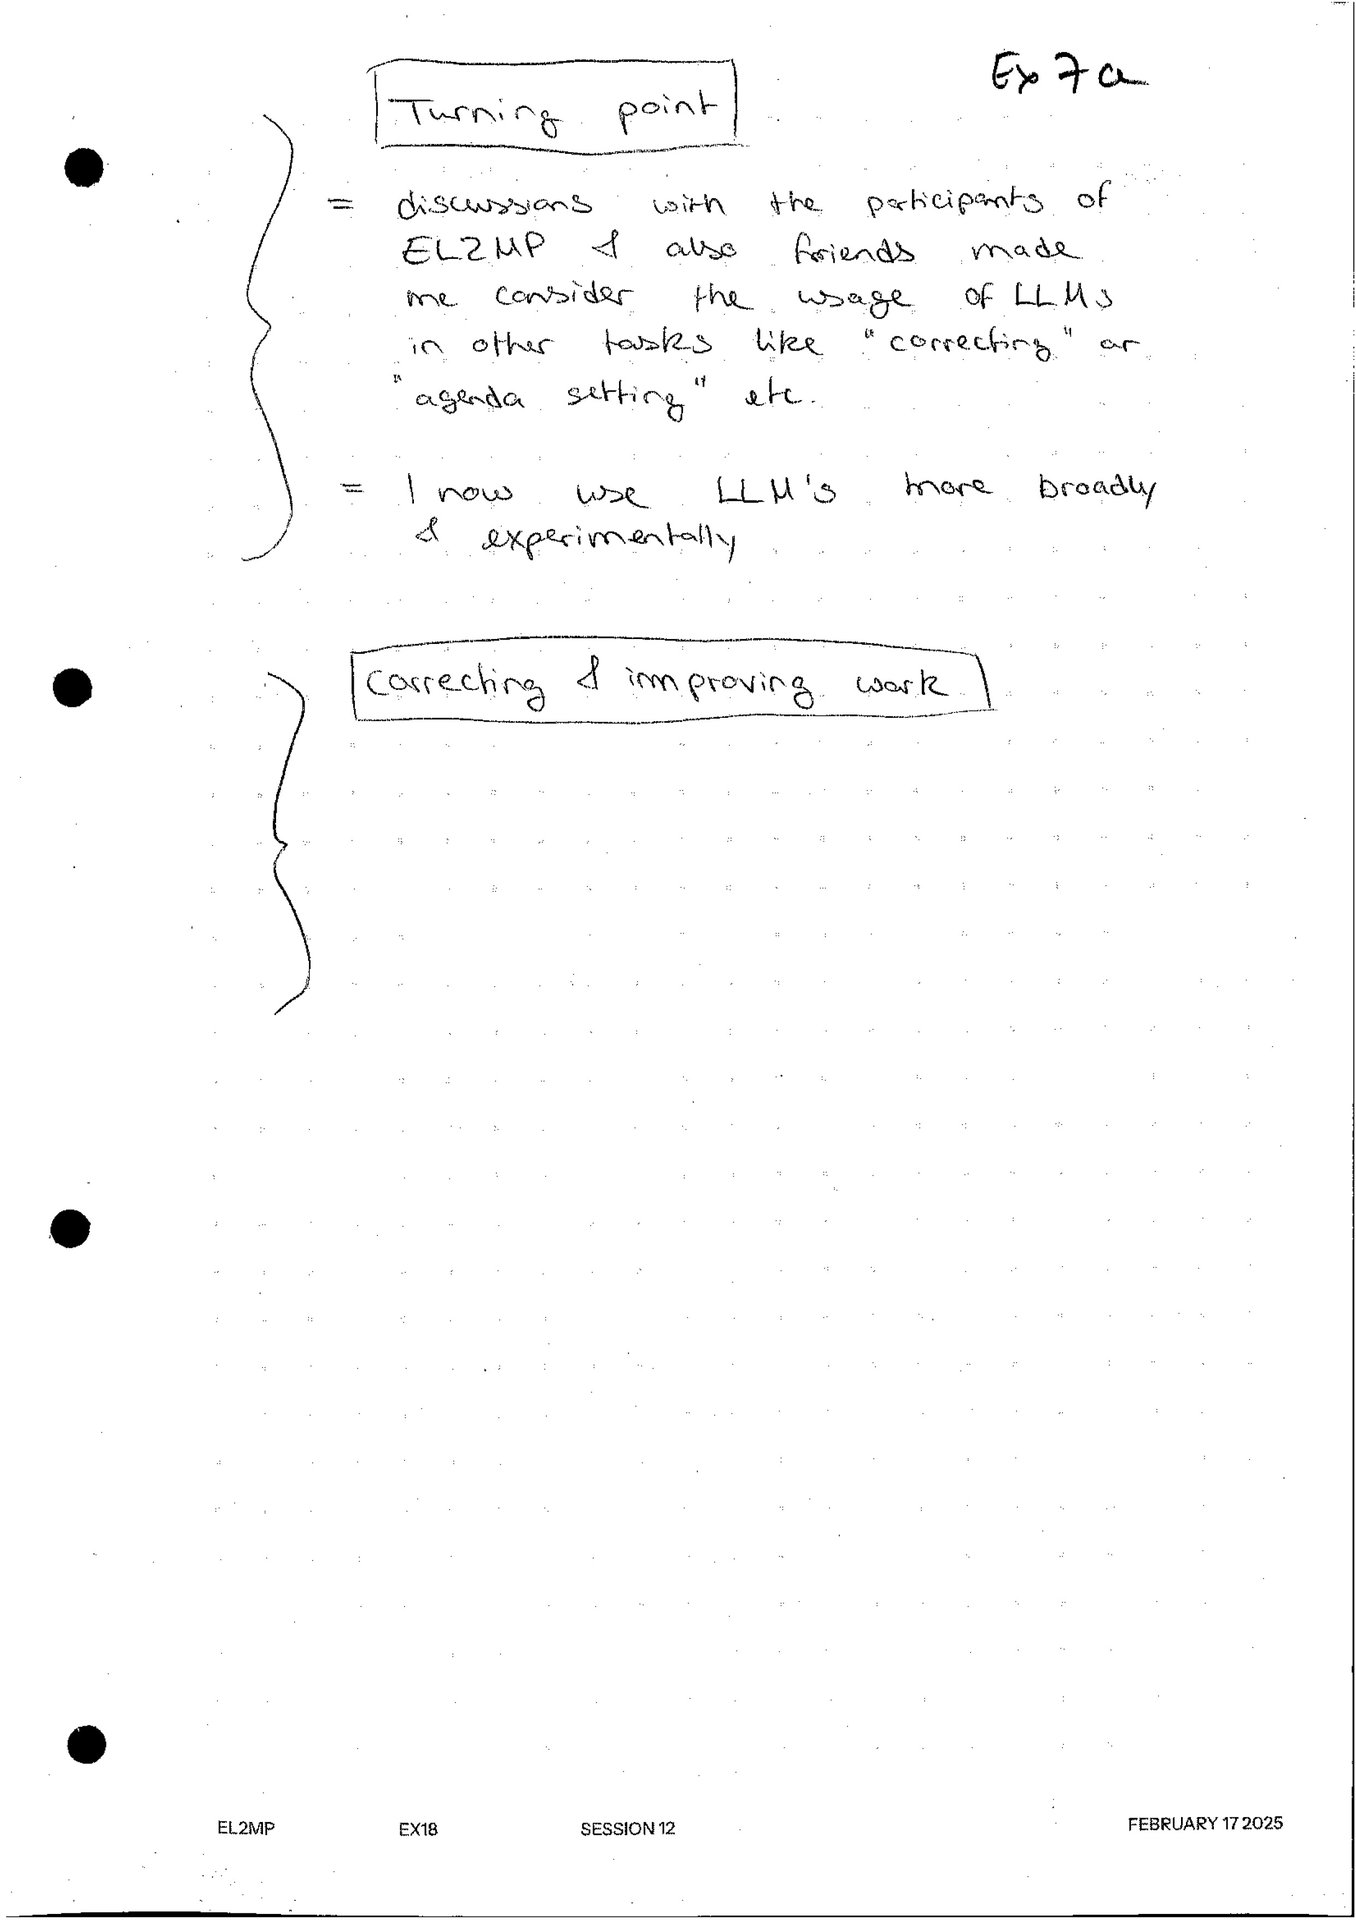 Ex 7a
Turning point
= discussions with the participants of
EL2MP & also friends made
me consider the usage of LLMs
in other tasks like "correcting" or
"agenda setting" etc.
= I now use LLM's more broadly
& experimentally
Correcting & improving work
EL2MP EX18 SESSION 12 FEBRUARY 17 2025